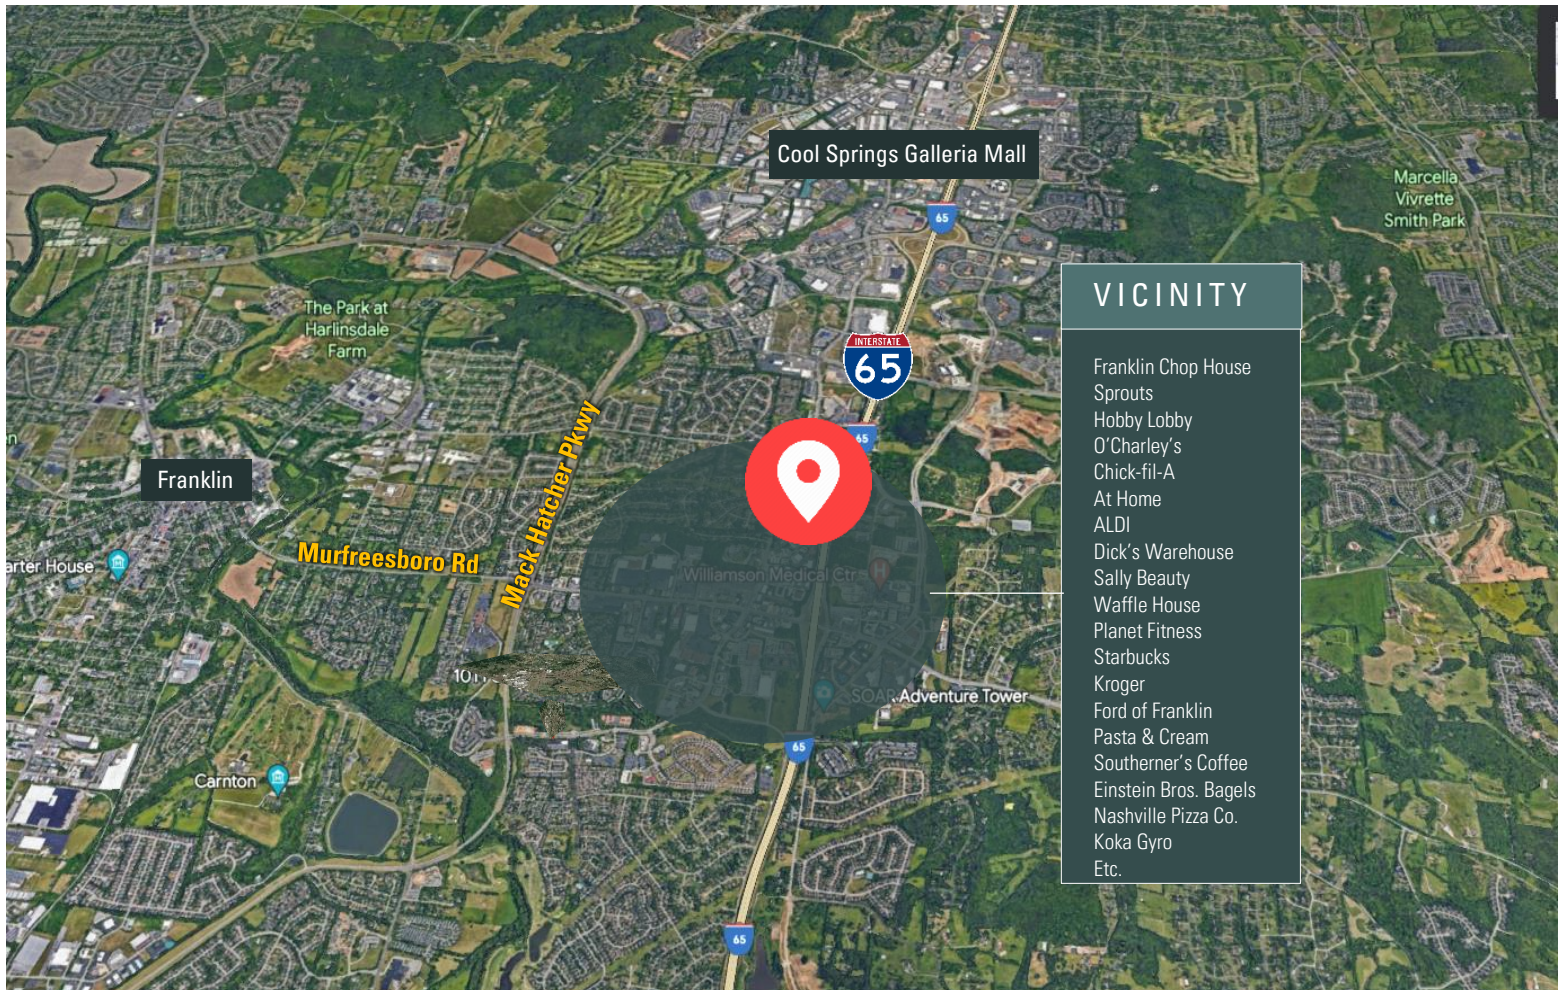 Cool Springs Galleria Mall
Marcella
Vivrette
Smith Park
65
VICINITY
The Park at
Harlinsdale
Farm
INTERSTATE
65
Franklin Chop House
Sprouts
Hobby Lobby
O'Charley's
Chick-fil-A
At Home
ALDI
Dick's Warehouse
Sally Beauty
Waffle House
Planet Fitness
Starbucks
Kroger
Ford of Franklin
Pasta & Cream
Southerner's Coffee
Einstein Bros. Bagels
Nashville Pizza Co.
Koka Gyro
Etc.
65
Franklin
Mack Hatcher Pkwy
Murfreesboro Rd
arter House
Williamson Medical Ctr
H
SOAR Adventure Tower
65
Carnton
65